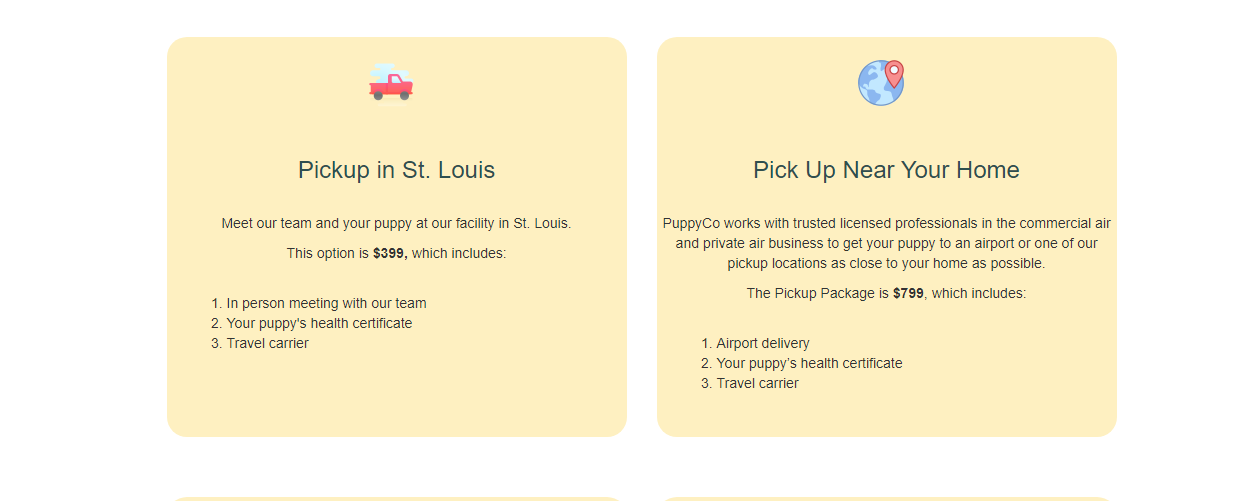 Pickup in St. Louis
Meet our team and your puppy at our facility in St. Louis.
This option is $399, which includes:
1. In person meeting with our team
2. Your puppy's health certificate
3. Travel carrier
Pick Up Near Your Home
PuppyCo works with trusted licensed professionals in the commercial air
and private air business to get your puppy to an airport or one of our
pickup locations as close to your home as possible.
The Pickup Package is $799, which includes:
1. Airport delivery
2. Your puppy’s health certificate
3. Travel carrier